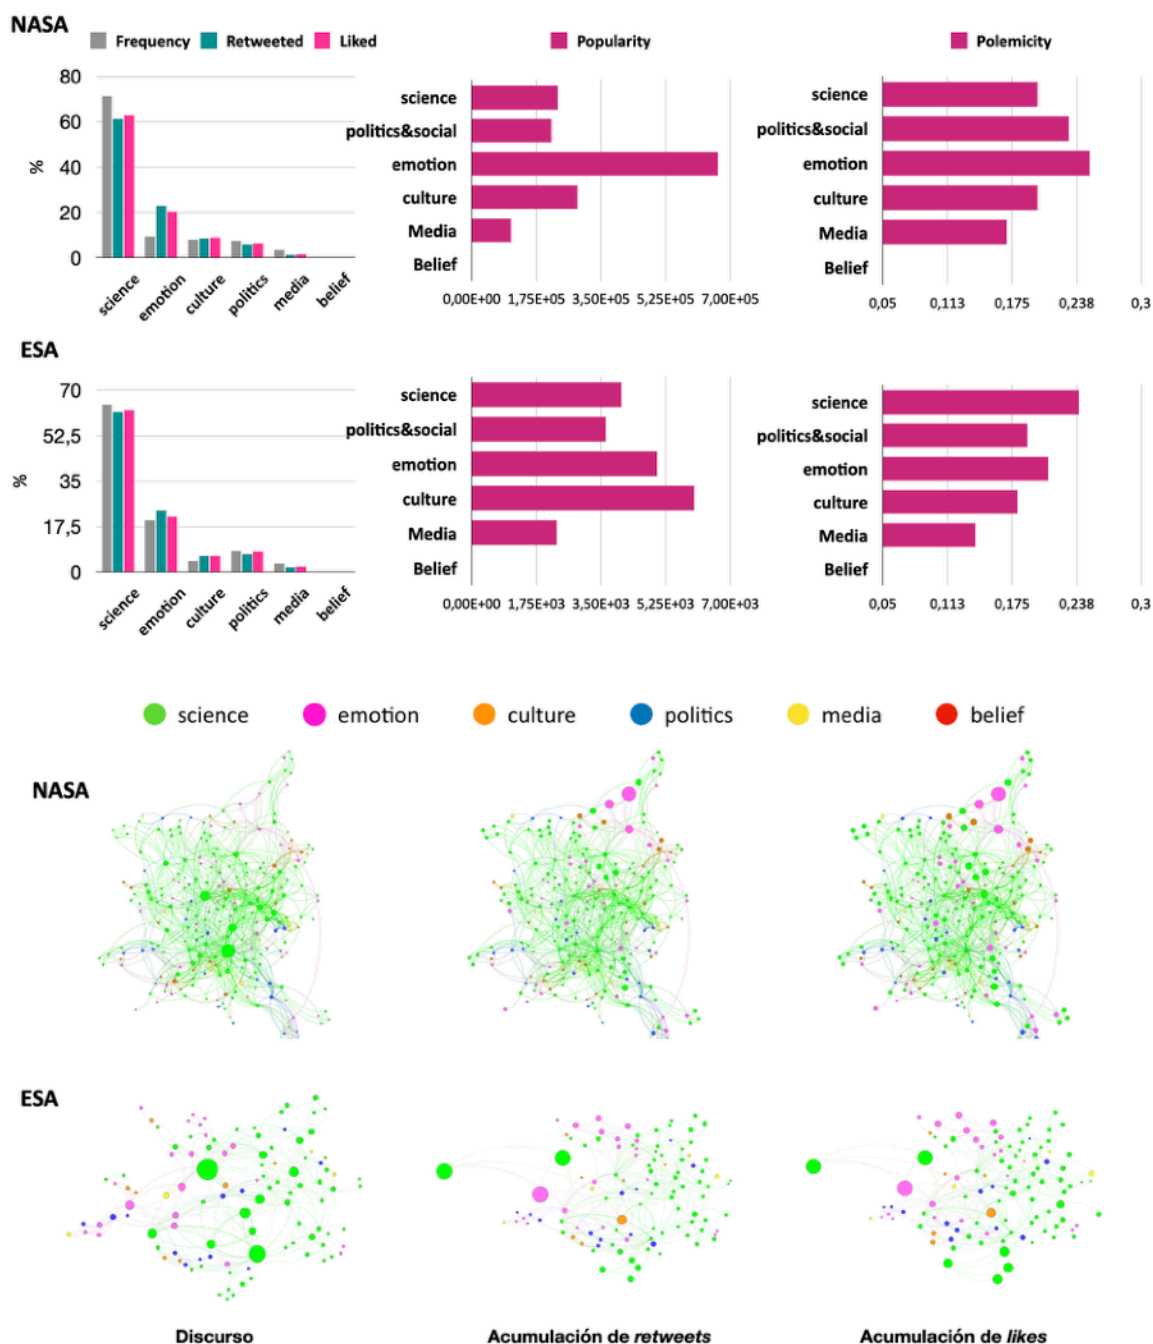 NASA
Frequency Retweeted Liked
%
80
60
40
20
0
science emotion culture politics media belief
Popularity
science
politics&social
emotion
culture
Media
Belief
0,00E+00 1,75E+05 3,50E+05 5,25E+05 7,00E+05
Polemicity
science
politics&social
emotion
culture
Media
Belief
0,05 0,113 0,175 0,238 0,3
ESA
%
70
52,5
35
17,5
0
science emotion culture politics media belief
science
politics&social
emotion
culture
Media
Belief
0,00E+00 1,75E+03 3,50E+03 5,25E+03 7,00E+03
science
politics&social
emotion
culture
Media
Belief
0,05 0,113 0,175 0,238 0,3
science emotion culture politics media belief
NASA
ESA
Discurso Acumulación de retweets Acumulación de likes